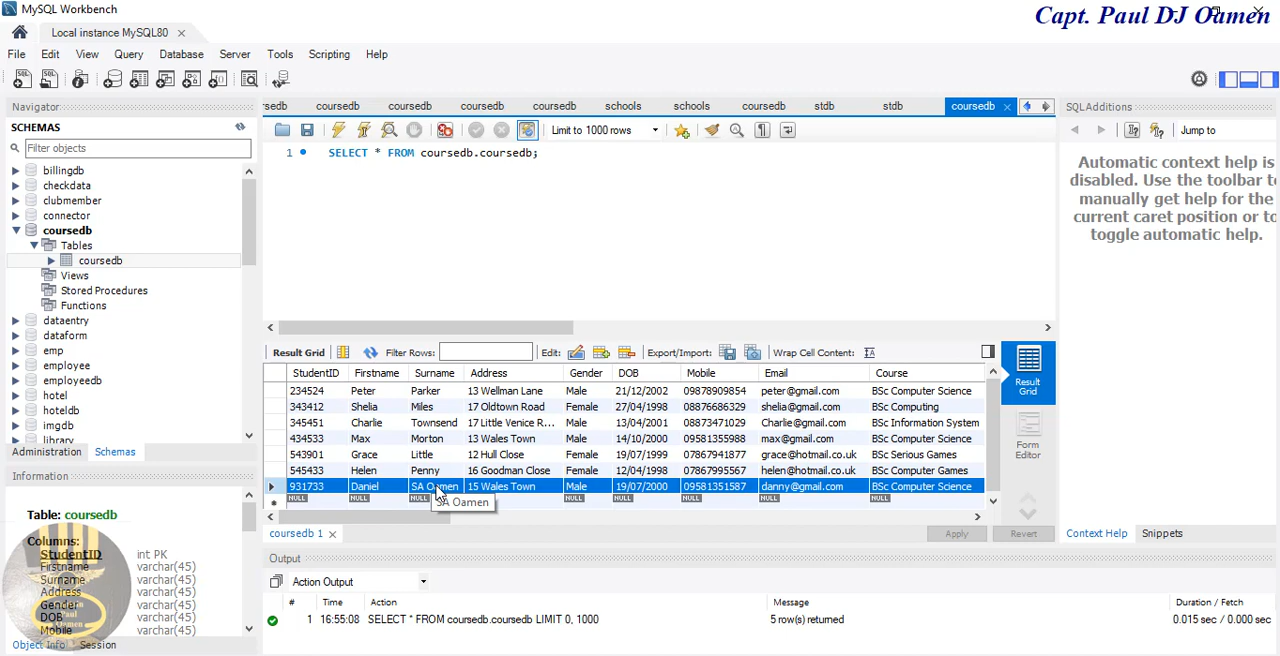 MySQL Workbench
Capt. Paul DJ Oamen
Local instance MySQL80
File Edit View Query Database Server Tools Scripting Help
Navigator
SCHEMAS
Filter objects
billingdb
checkdata
clubmember
connector
coursedb
Tables
coursedb
Views
Stored Procedures
Functions
dataentry
dataform
emp
employee
employeedb
hotel
hoteldb
imgdb
library
Administration Schemas
Information
Table: coursedb
Columns:
StudentID int PK
Firstname varchar(45)
Surname varchar(45)
Address varchar(45)
Gender varchar(45)
DOB varchar(45)
Mobile varchar(45)
Object Info Session
sedb coursedb coursedb coursedb coursedb schools schools coursedb stdb stdb coursedb
Limit to 1000 rows
1 SELECT * FROM coursedb.coursedb;
Result Grid Filter Rows: Edit: Export/Import: Wrap Cell Content:
StudentID Firstname Surname Address Gender DOB Mobile Email Course
234524 Peter Parker 13 Wellman Lane Male 21/12/2002 09878909854 peter@gmail.com BSc Computer Science
343412 Shelia Miles 17 Oldtown Road Female 27/04/1998 08876686329 shelia@gmail.com BSc Computing
345451 Charlie Townsend 17 Little Venice R... Female 13/04/2001 08873471029 Charlie@gmail.com BSc Information System
434533 Max Morton 13 Wales Town Male 14/10/2000 09581355988 max@gmail.com BSc Computer Science
543901 Grace Little 12 Hull Close Female 19/07/1999 07867941877 grace@hotmail.co.uk BSc Serious Games
545433 Helen Penny 16 Goodman Close Female 12/04/1998 07867995567 helen@hotmail.co.uk BSc Computer Games
931733 Daniel SA Oamen 15 Wales Town Male 19/07/2000 09581351587 danny@gmail.com BSc Computer Science
NULL NULL NULL NULL NULL NULL NULL NULL
SA Oamen
Result Grid
Form Editor
coursedb 1 Apply Revert
Output
Action Output
# Time Action Message Duration / Fetch
1 16:55:08 SELECT * FROM coursedb.coursedb LIMIT 0, 1000 5 row(s) returned 0.015 sec / 0.000 sec
SQLAdditions
Jump to
Automatic context help is
disabled. Use the toolbar to
manually get help for the
current caret position or to
toggle automatic help.
Context Help Snippets
Paul
Oamen